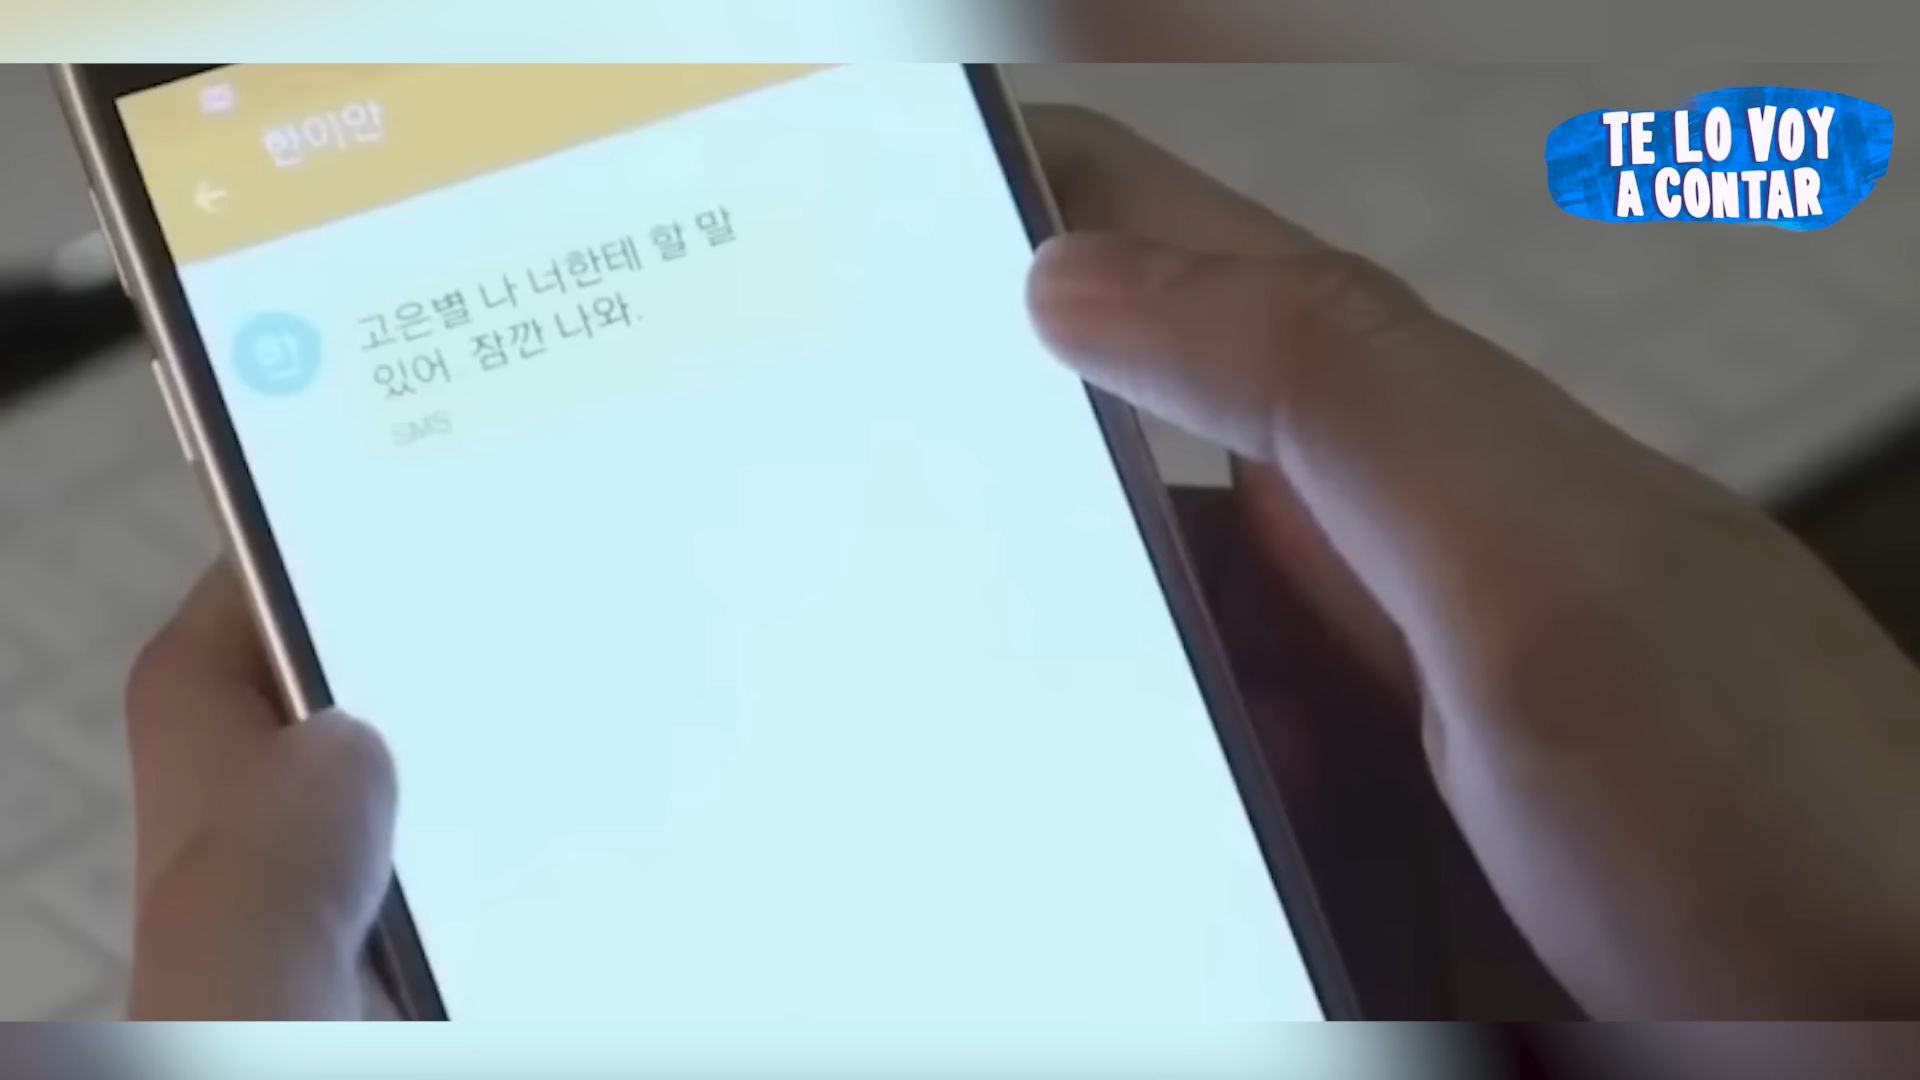 TE LO VOY
A CONTAR
한이안
고은별 나 너한테 할 말
있어 잠깐 나와.
SMS